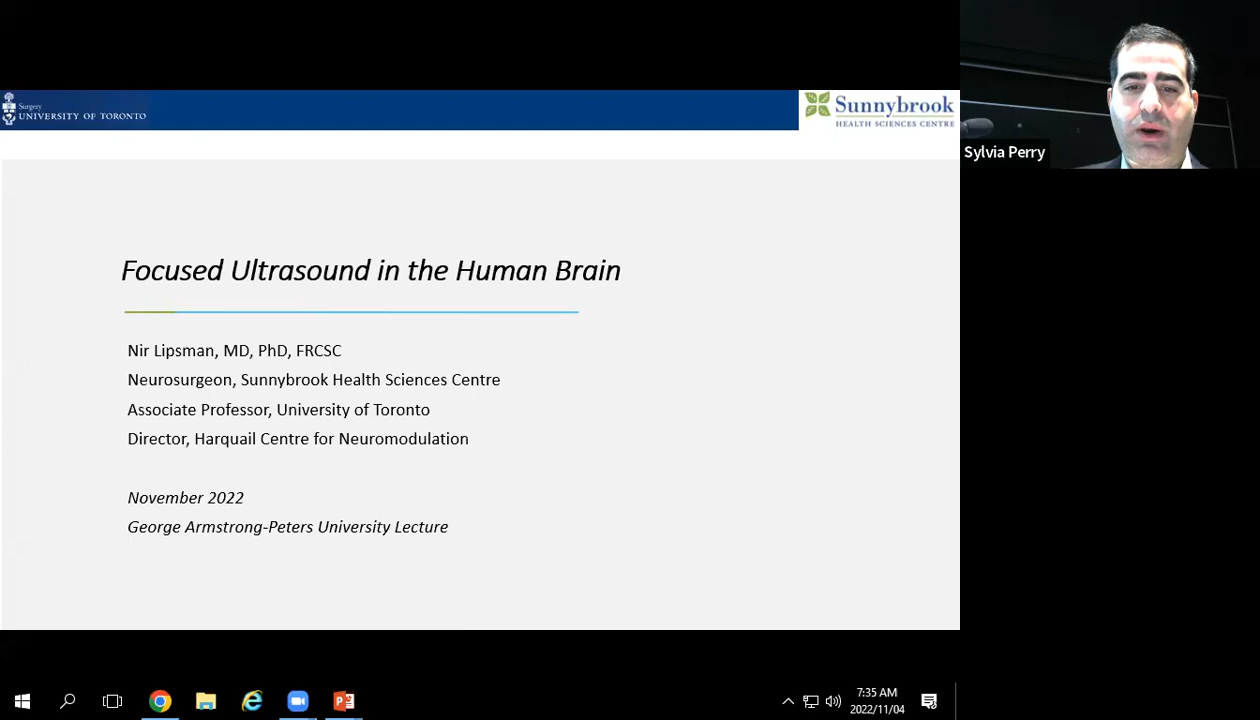 Surgery
UNIVERSITY OF TORONTO
Sunnybrook
HEALTH SCIENCES CENTRE
Sylvia Perry
Focused Ultrasound in the Human Brain
Nir Lipsman, MD, PhD, FRCSC
Neurosurgeon, Sunnybrook Health Sciences Centre
Associate Professor, University of Toronto
Director, Harquail Centre for Neuromodulation
November 2022
George Armstrong-Peters University Lecture
7:35 AM
2022/11/04